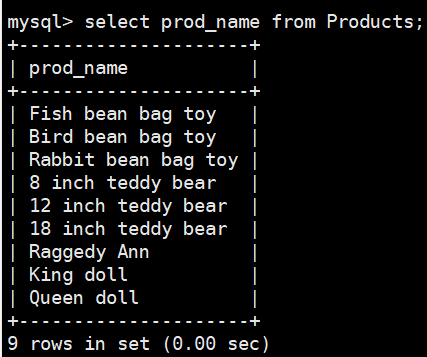 mysql> select prod_name from Products;
+---------------------+
| prod_name           |
+---------------------+
| Fish bean bag toy   |
| Bird bean bag toy   |
| Rabbit bean bag toy |
| 8 inch teddy bear   |
| 12 inch teddy bear  |
| 18 inch teddy bear  |
| Raggedy Ann         |
| King doll           |
| Queen doll          |
+---------------------+
9 rows in set (0.00 sec)